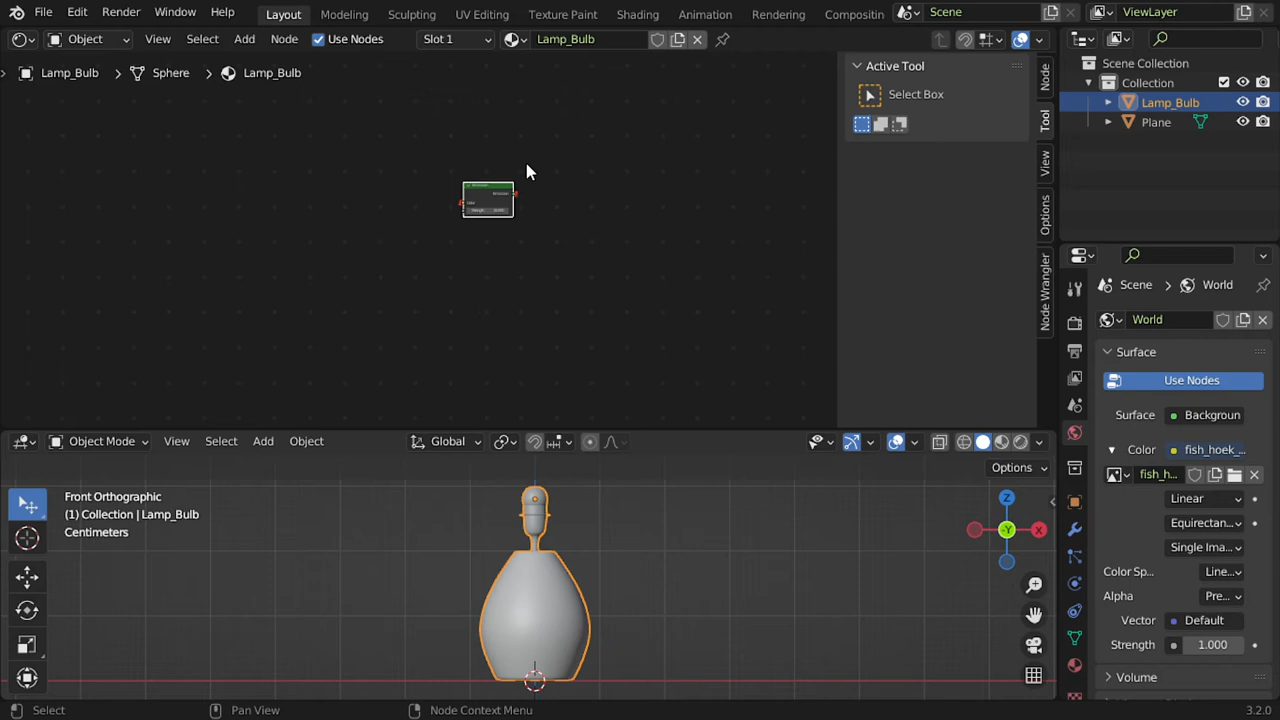 File Edit Render Window Help Layout Modeling Sculpting UV Editing Texture Paint Shading Animation Rendering Compositin Scene ViewLayer
Object View Select Add Node Use Nodes Slot 1 Lamp_Bulb
Lamp_Bulb Sphere Lamp_Bulb
Active Tool
Select Box
Node
Tool
View
Options
Node Wrangler
Scene Collection
Collection
Lamp_Bulb
Plane
Scene World
World
Surface
Use Nodes
Surface Backgroun
Color fish_hoek_...
fish_h...
Linear
Equirectan...
Single Ima...
Color Sp... Line...
Alpha Pre...
Vector Default
Strength 1.000
Volume
Object Mode View Select Add Object Global
Options
Front Orthographic
(1) Collection | Lamp_Bulb
Centimeters
Z
-Y
X
Select Pan View Node Context Menu 3.2.0